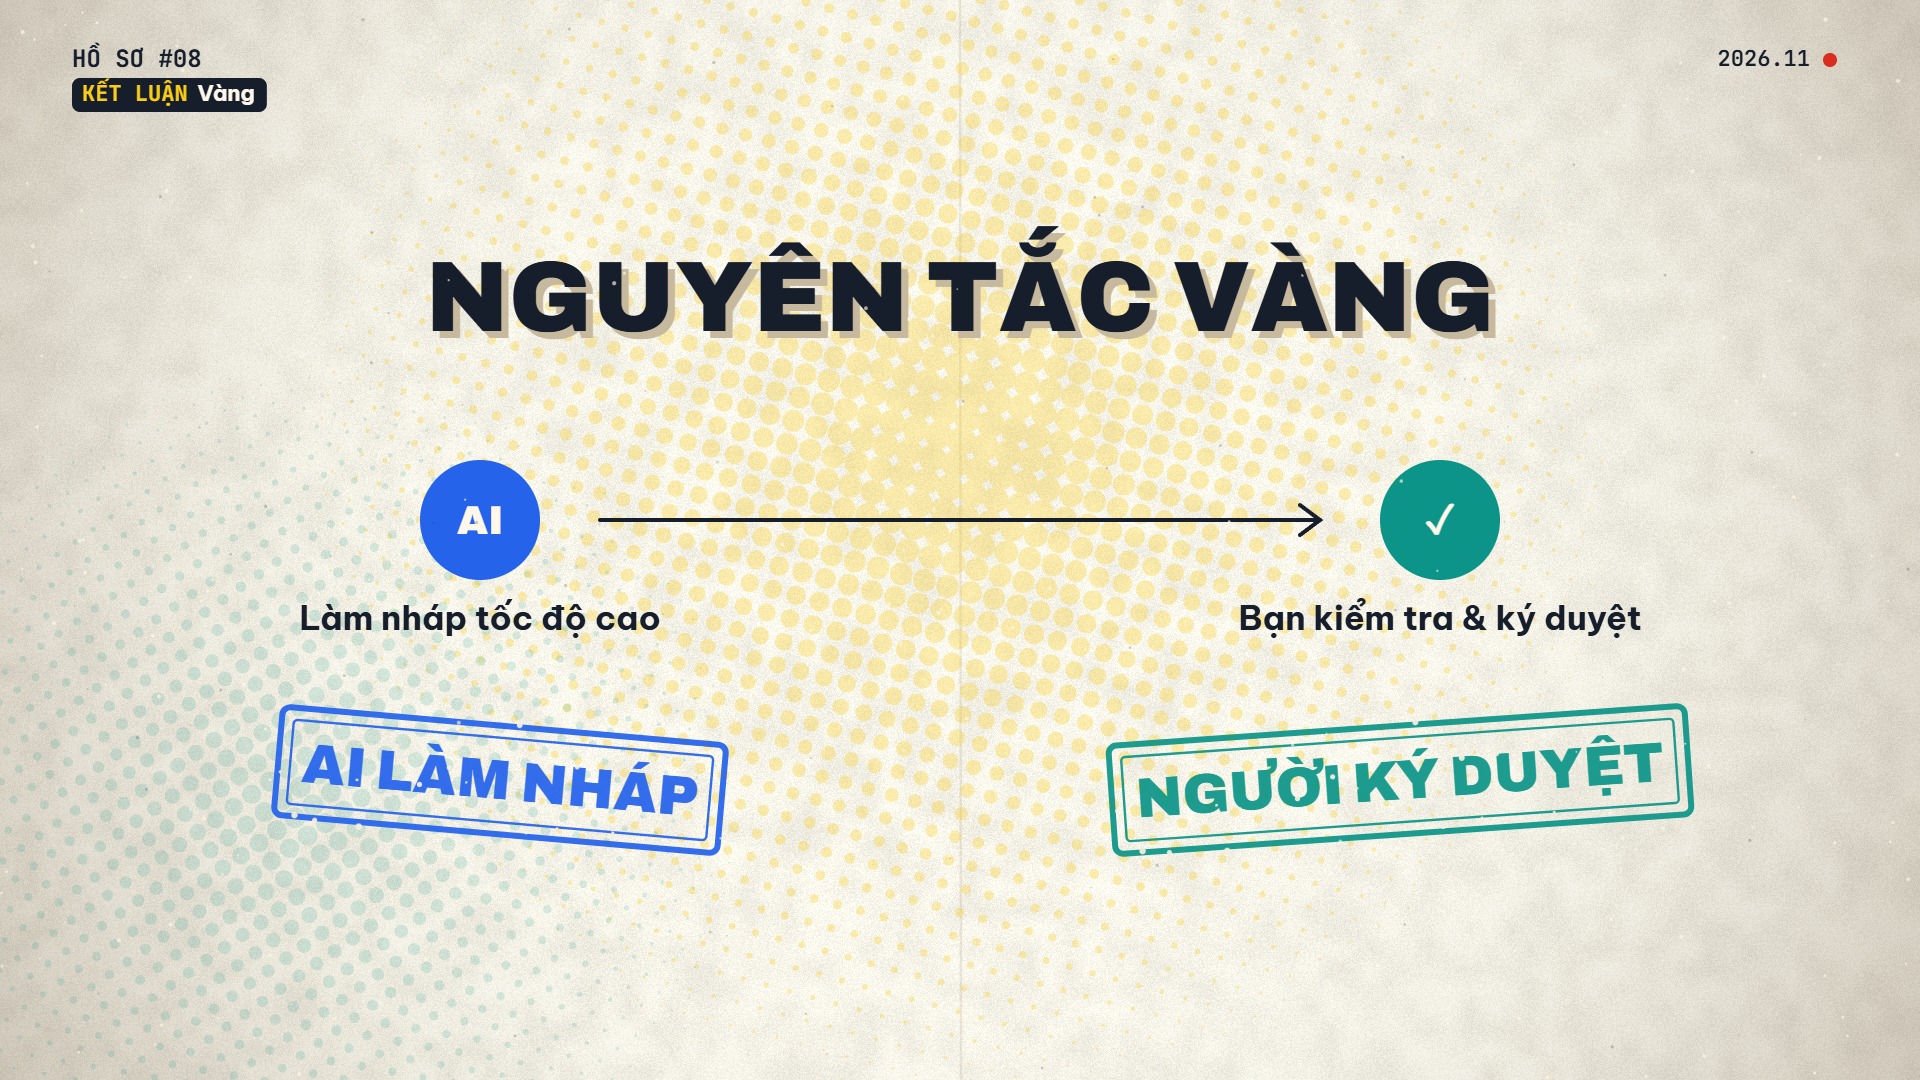 HỒ SƠ #08
KẾT LUẬN Vàng
2026.11
NGUYÊN TẮC VÀNG
AI
✓
Làm nháp tốc độ cao
Bạn kiểm tra & ký duyệt
AI LÀM NHÁP
NGƯỜI KÝ DUYỆT